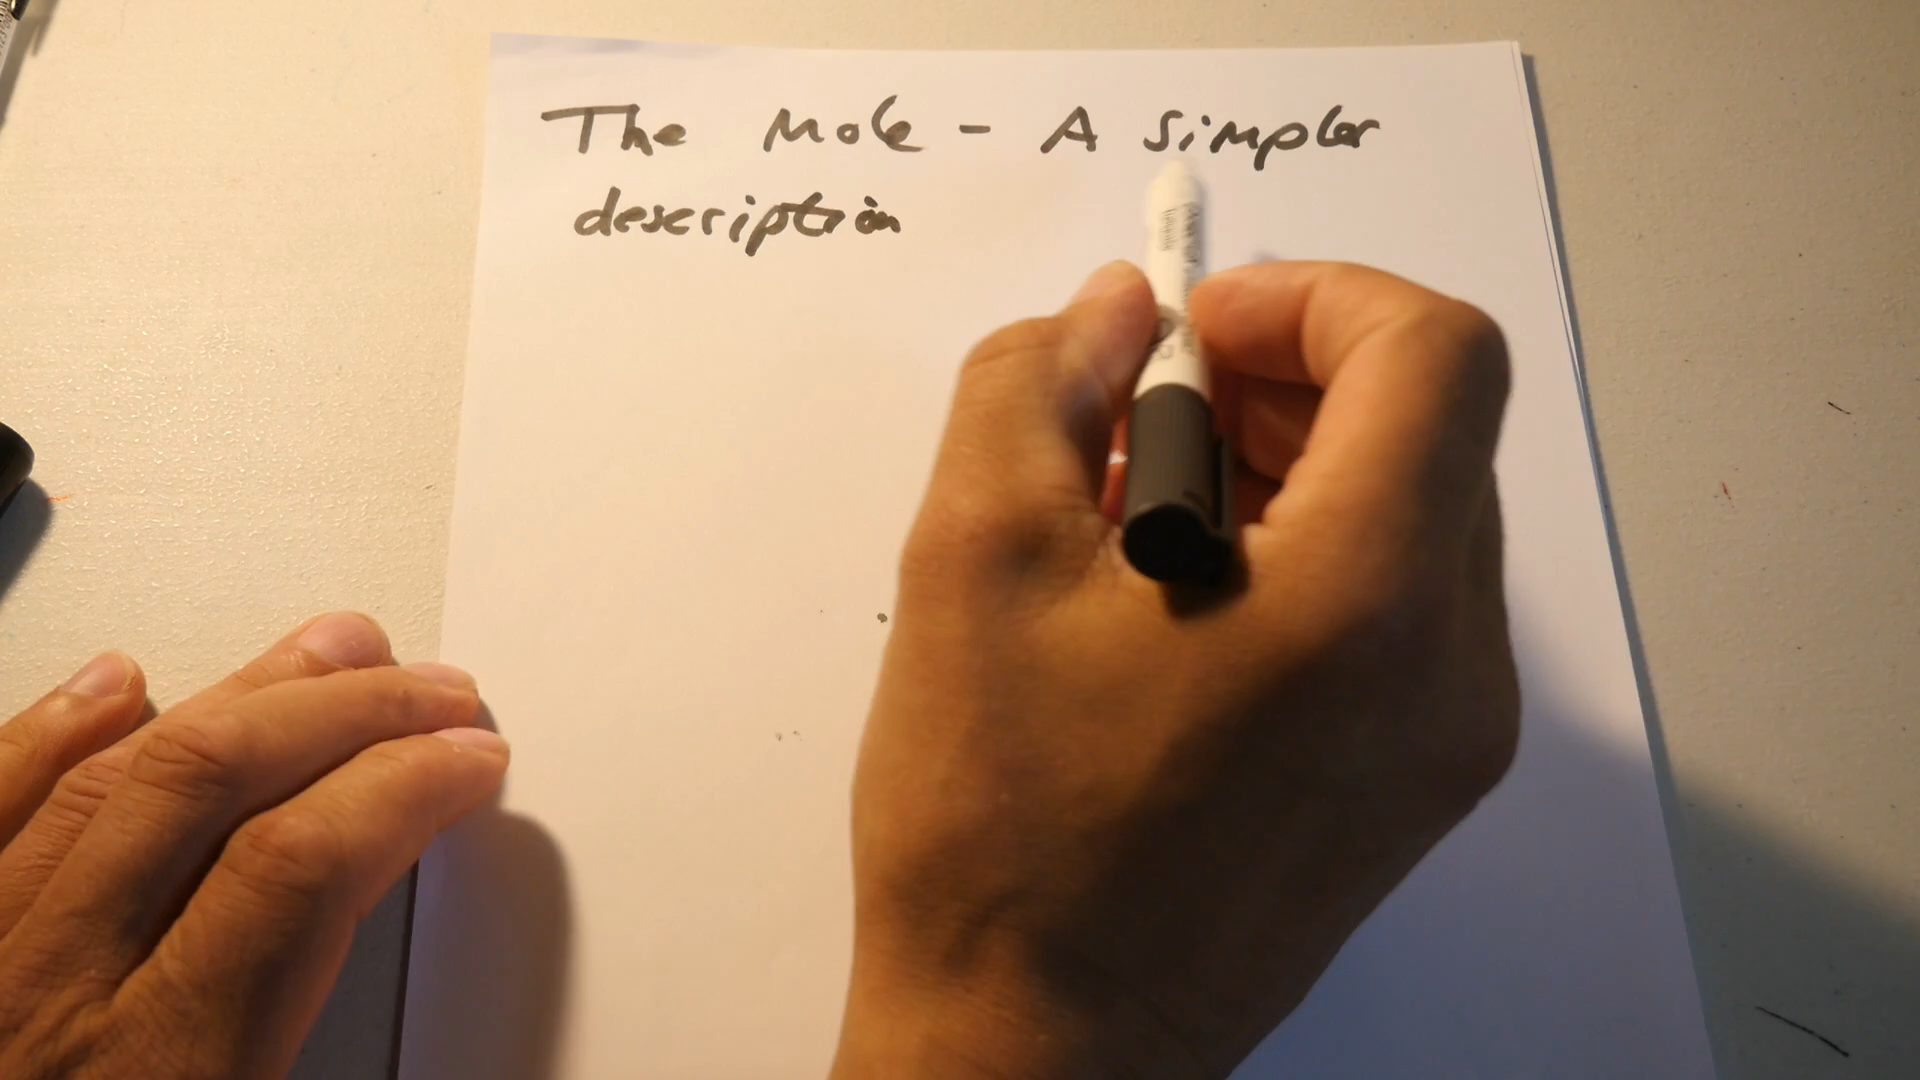 The Mole - A simpler
description